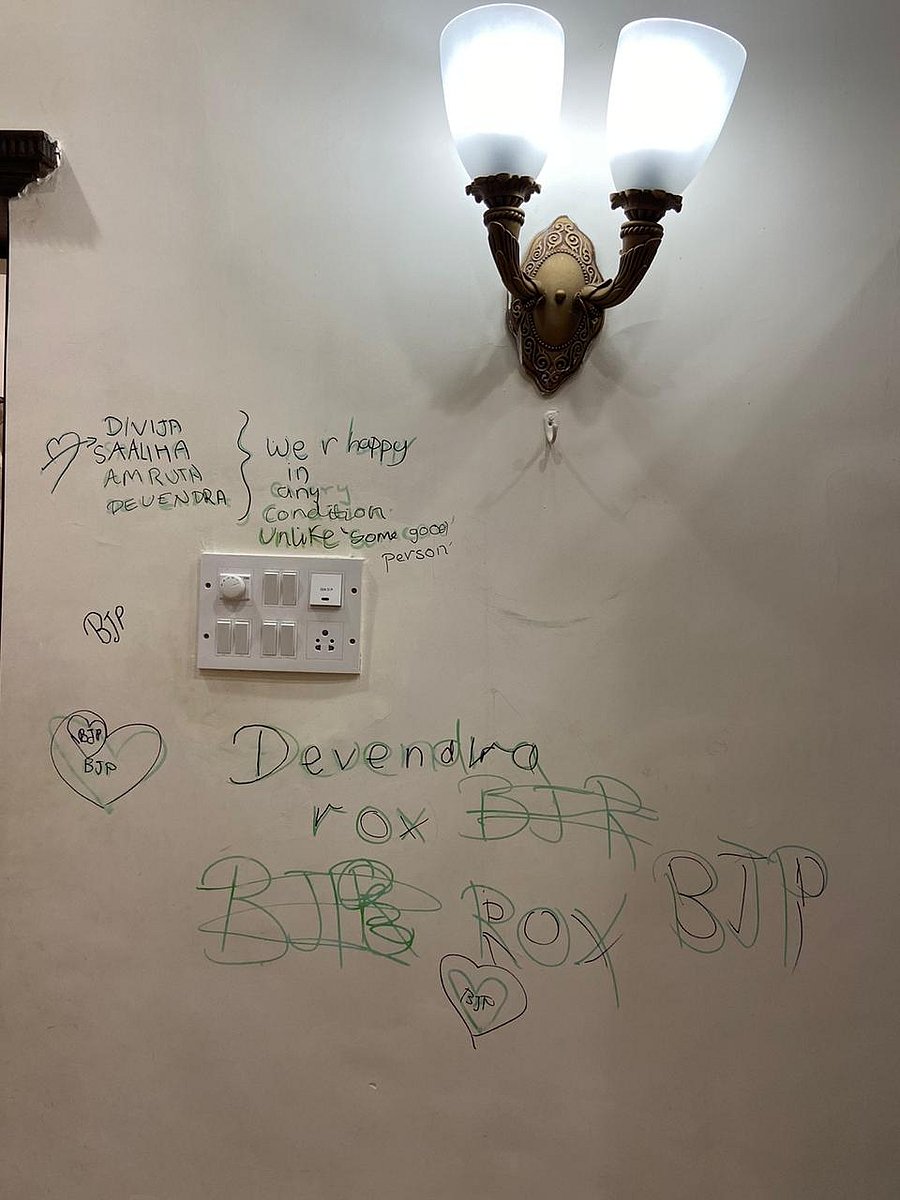 DIVIJA
SAALIHA
AMRUTA
DEVENDRA
we r happy
in
any
condition.
Unlike 'some good'
person'
BJP
BJP
BJP
Devendra
rox BJP
BJP
ROX BJP
BJP